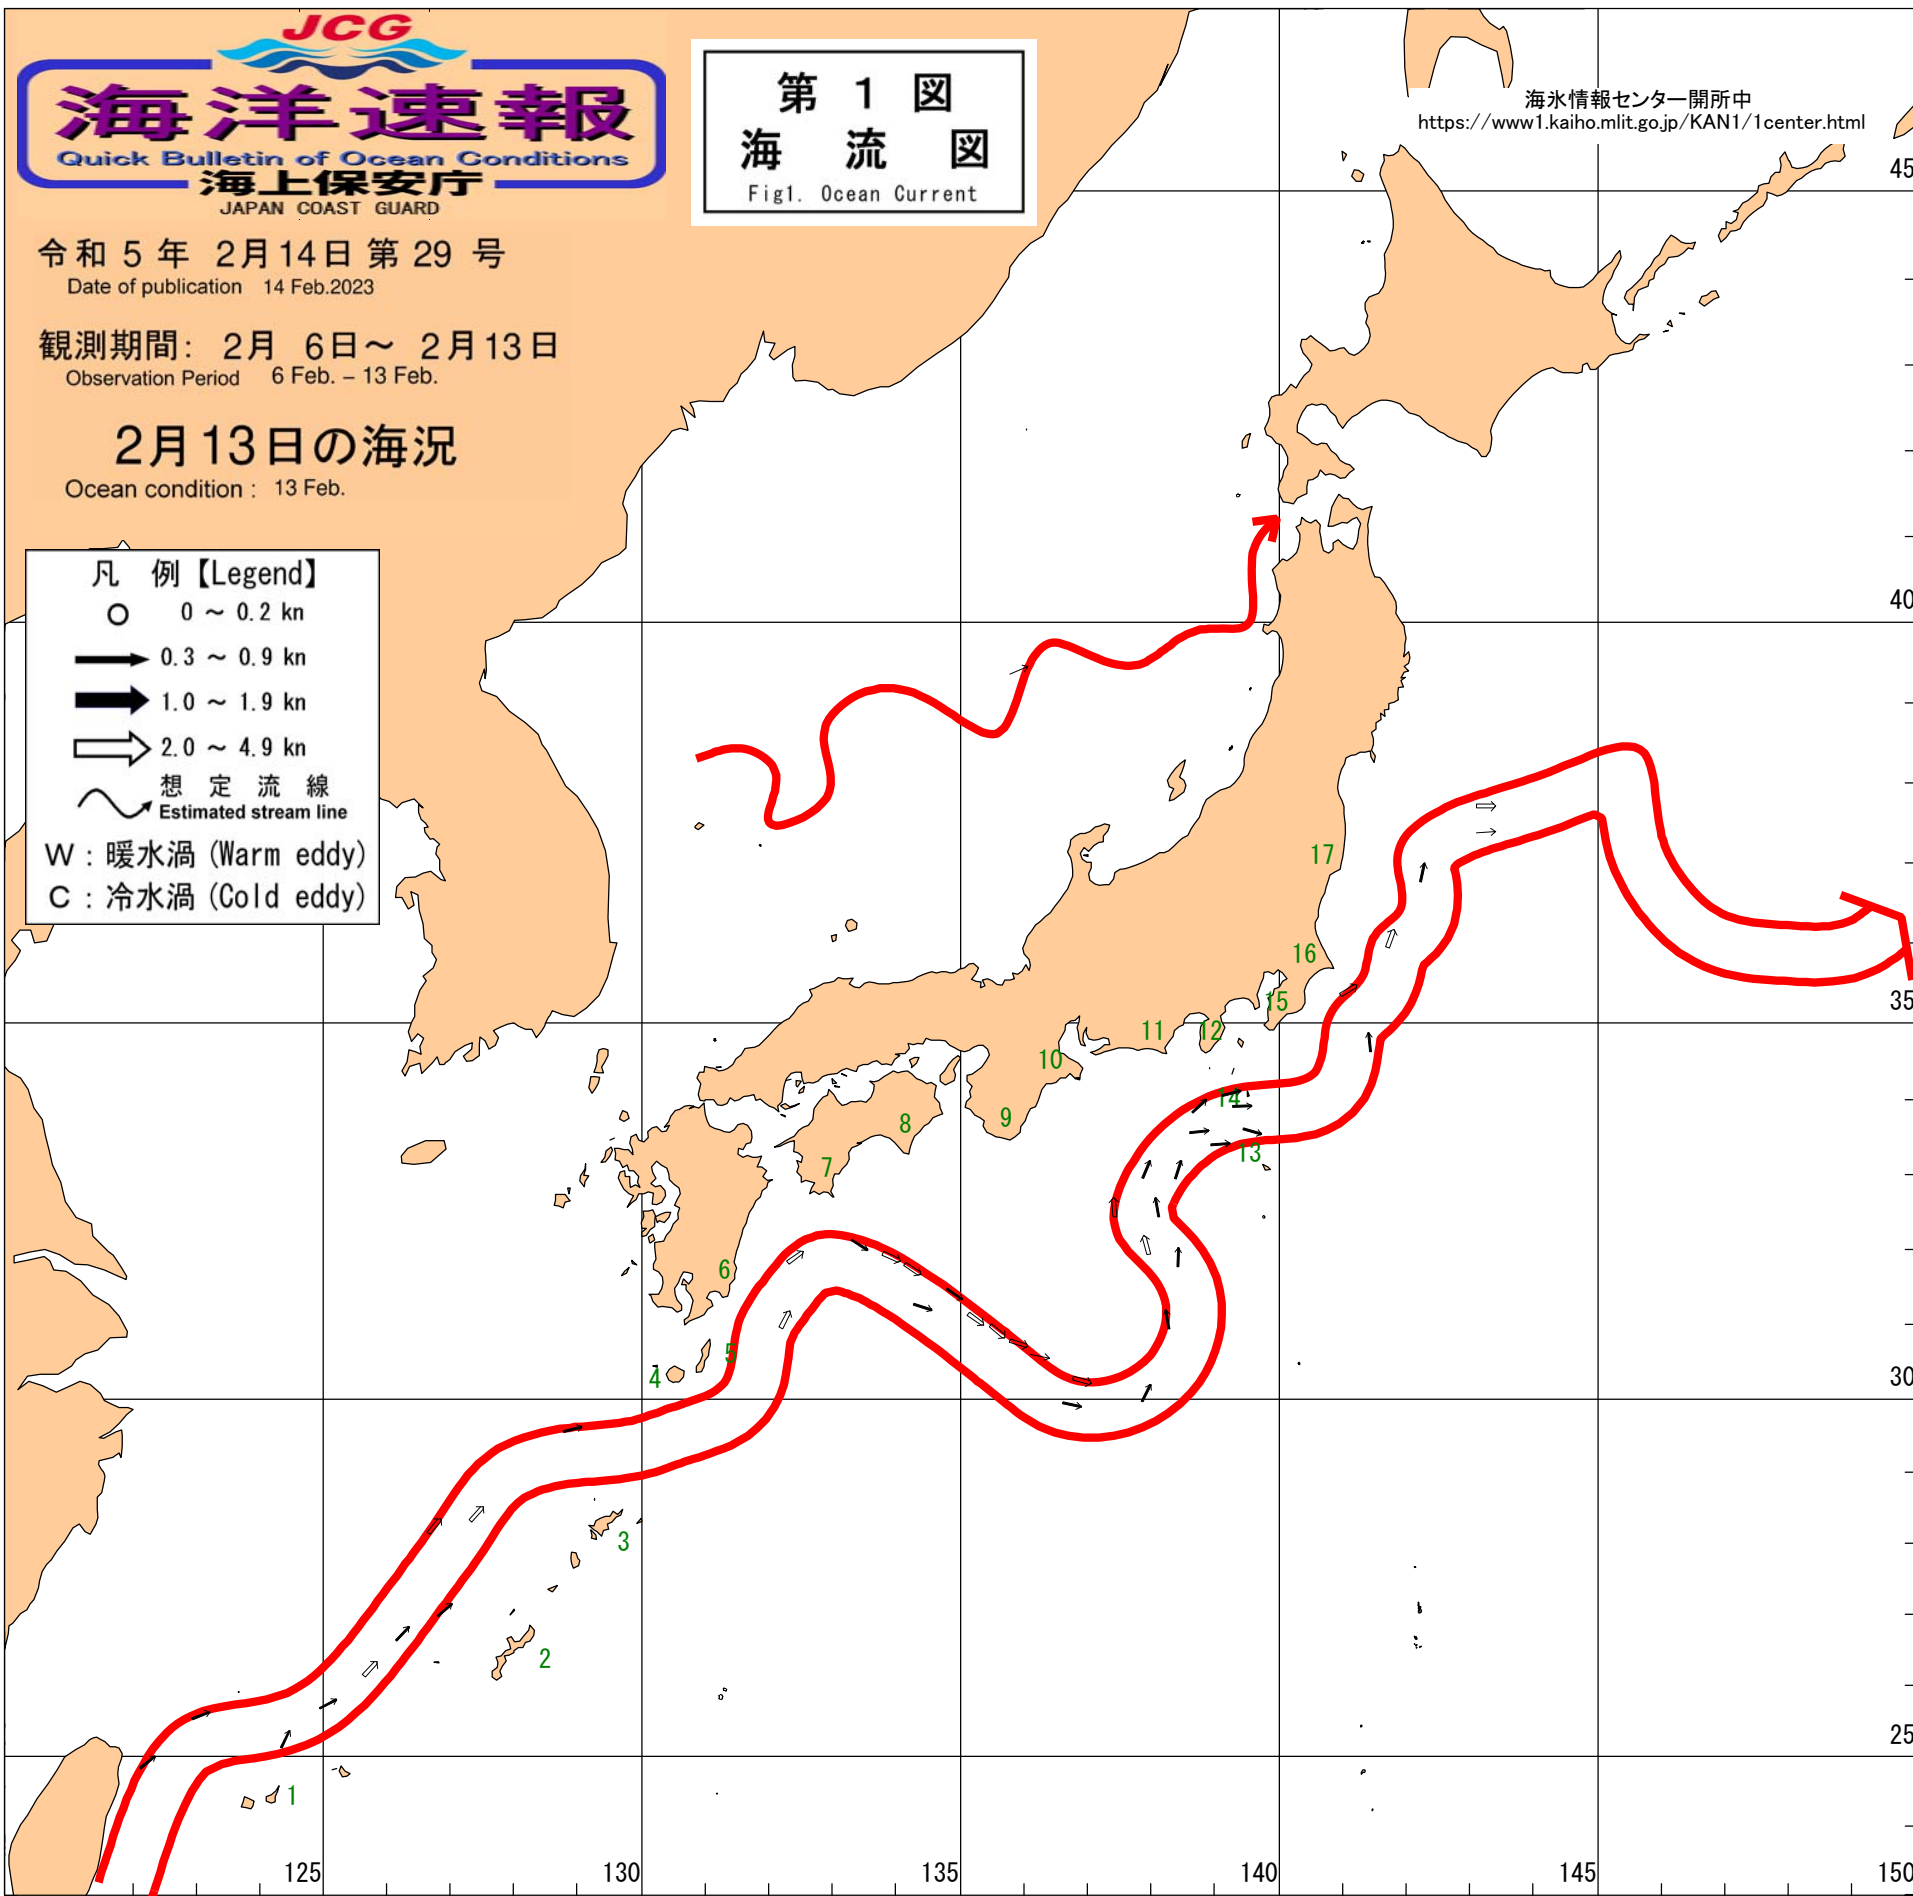 JCG
海洋速報
Quick Bulletin of Ocean Conditions
海上保安庁
JAPAN COAST GUARD
第 1 図
海 流 図
Fig1. Ocean Current
海氷情報センター開所中
https://www1.kaiho.mlit.go.jp/KAN1/1center.html
令和 5 年 2月14日 第 29 号
Date of publication 14 Feb.2023
観測期間: 2月 6日～ 2月13日
Observation Period 6 Feb. – 13 Feb.
2月13日の海況
Ocean condition : 13 Feb.
凡 例【Legend】
0 ～ 0.2 kn
0.3 ～ 0.9 kn
1.0 ～ 1.9 kn
2.0 ～ 4.9 kn
想 定 流 線
Estimated stream line
W : 暖水渦 (Warm eddy)
C : 冷水渦 (Cold eddy)
45
40
17
16
35
15
12
11
10
14
9
8
13
7
6
5
4
30
3
2
25
1
125
130
135
140
145
150